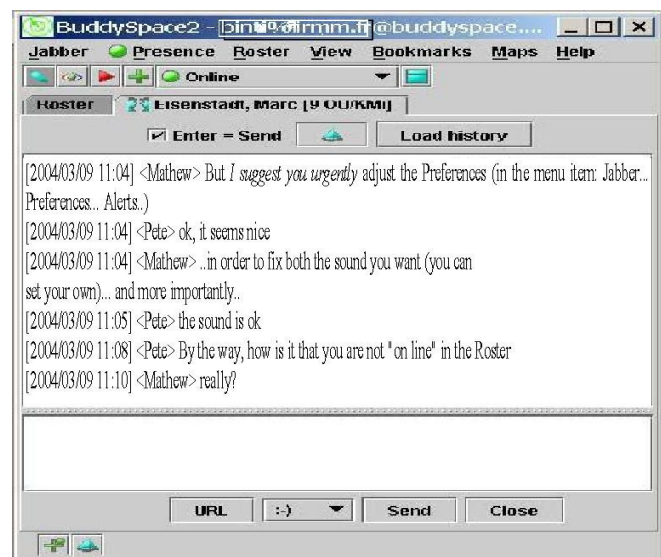 BuddySpace2 - @buddyspace....
Jabber Presence Roster View Bookmarks Maps Help
Online
Roster Eisenstadt, Marc [9 OU/KMI]
Enter = Send Load history
[2004/03/09 11:04] <Mathew> But I suggest you urgently adjust the Preferences (in the menu item: Jabber...
Preferences... Alerts..)
[2004/03/09 11:04] <Pete> ok, it seems nice
[2004/03/09 11:04] <Mathew> ..in order to fix both the sound you want (you can
set your own)... and more importantly..
[2004/03/09 11:05] <Pete> the sound is ok
[2004/03/09 11:08] <Pete> By the way, how is it that you are not "on line" in the Roster
[2004/03/09 11:10] <Mathew> really?
URL :-) Send Close